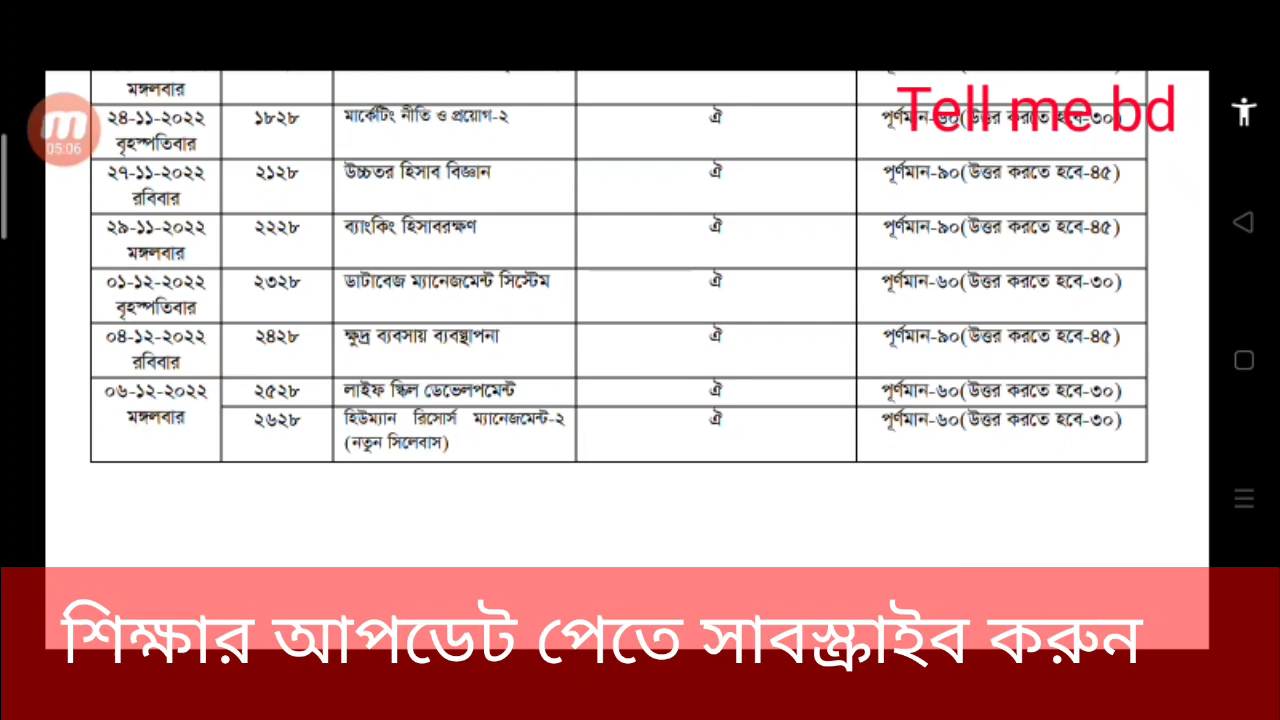 মঙ্গলবার
Tell me bd
২৪-১১-২০২২ ১৮২৮ মার্কেটিং নীতি ও প্রয়োগ-২ ঐ পূর্ণমান-৬০(উত্তর করতে হবে-৩০)
বৃহস্পতিবার
05:06
২৭-১১-২০২২ ২১২৮ উচ্চতর হিসাব বিজ্ঞান ঐ পূর্ণমান-৯০(উত্তর করতে হবে-৪৫)
রবিবার
২৯-১১-২০২২ ২২২৮ ব্যাংকিং হিসাবরক্ষণ ঐ পূর্ণমান-৯০(উত্তর করতে হবে-৪৫)
মঙ্গলবার
০১-১২-২০২২ ২৩২৮ ডাটাবেজ ম্যানেজমেন্ট সিস্টেম ঐ পূর্ণমান-৬০(উত্তর করতে হবে-৩০)
বৃহস্পতিবার
০৪-১২-২০২২ ২৪২৮ ক্ষুদ্র ব্যবসায় ব্যবস্থাপনা ঐ পূর্ণমান-৯০(উত্তর করতে হবে-৪৫)
রবিবার
০৬-১২-২০২২ ২৫২৮ লাইফ স্কিল ডেভেলপমেন্ট ঐ পূর্ণমান-৬০(উত্তর করতে হবে-৩০)
মঙ্গলবার ২৬২৮ হিউম্যান রিসোর্স ম্যানেজমেন্ট-২ ঐ পূর্ণমান-৬০(উত্তর করতে হবে-৩০)
(নতুন সিলেবাস)
শিক্ষার আপডেট পেতে সাবস্ক্রাইব করুন